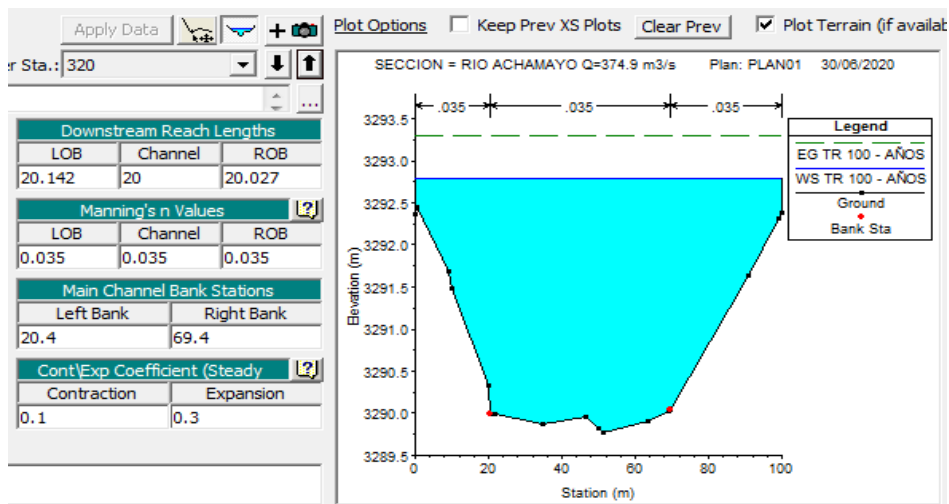 Apply Data
Plot Options
Keep Prev XS Plots
Clear Prev
Plot Terrain (if availab
er Sta.: 320
...
Downstream Reach Lengths
LOB Channel ROB
20.142 20 20.027
Manning's n Values
LOB Channel ROB
0.035 0.035 0.035
Main Channel Bank Stations
Left Bank Right Bank
20.4 69.4
Cont\Exp Coefficient (Steady
Contraction Expansion
0.1 0.3
SECCION = RIO ACHAMAYO Q=374.9 m3/s Plan: PLAN01 30/06/2020
.035 .035 .035
3293.5
3293.0
3292.5
3292.0
3291.5
3291.0
3290.5
3290.0
3289.5
Elevation (m)
0 20 40 60 80 100
Station (m)
Legend
EG TR 100 - AÑOS
WS TR 100 - AÑOS
Ground
Bank Sta